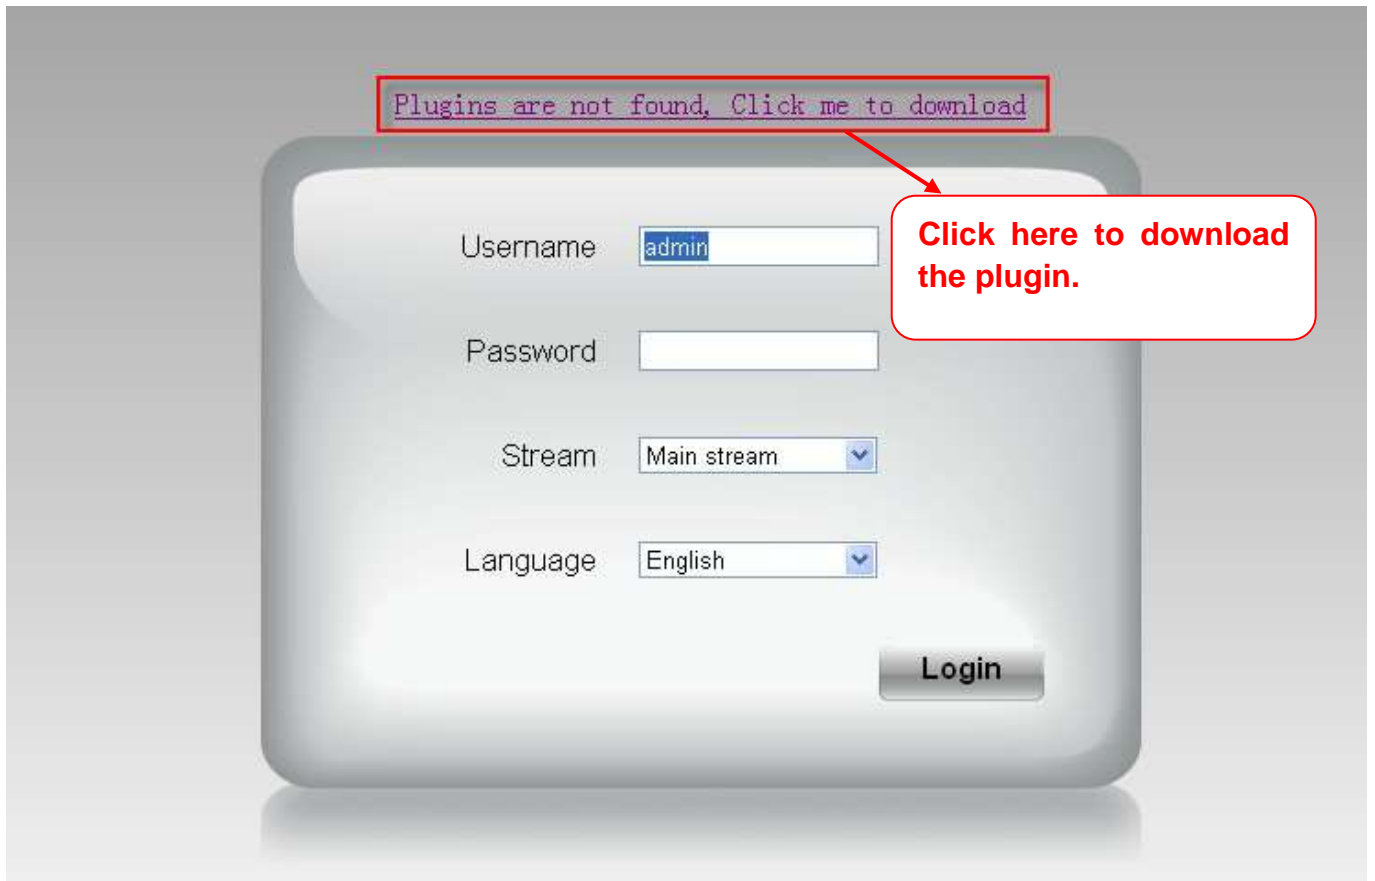 Plugins are not found, Click me to download
Click here to download
the plugin.
Username admin
Password
Stream Main stream
Language English
Login